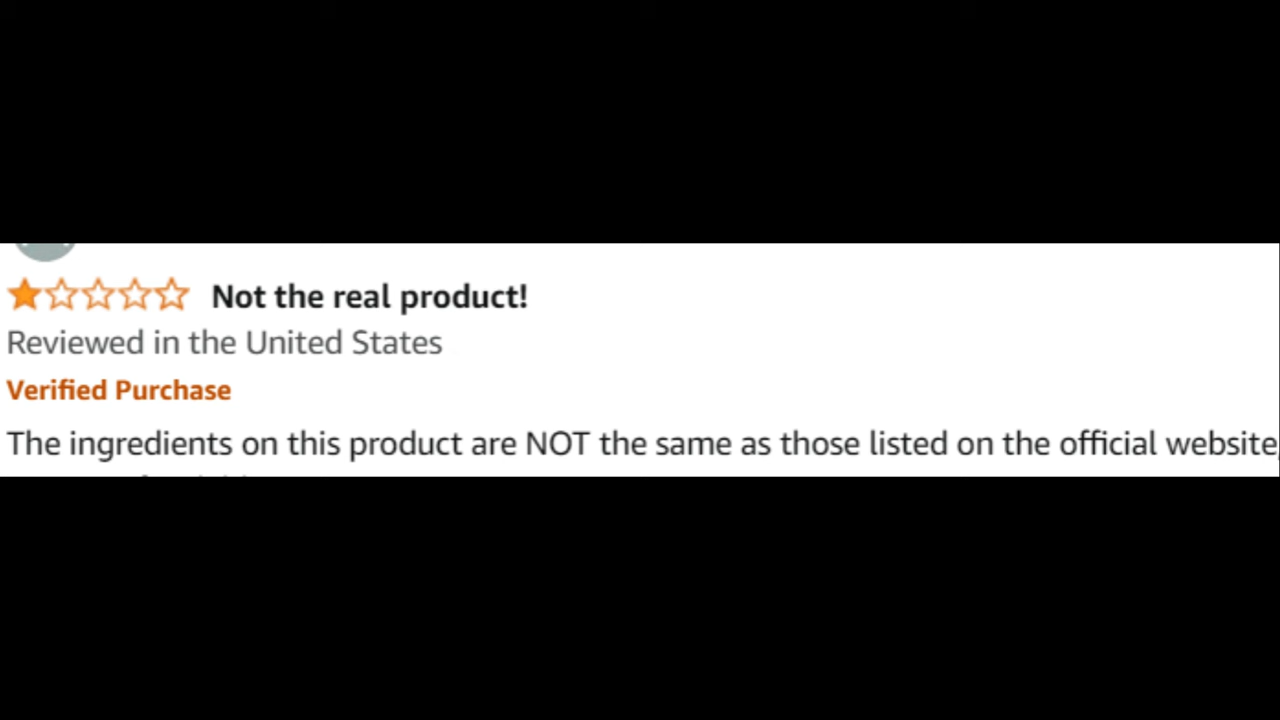 Not the real product!
Reviewed in the United States
Verified Purchase
The ingredients on this product are NOT the same as those listed on the official website,